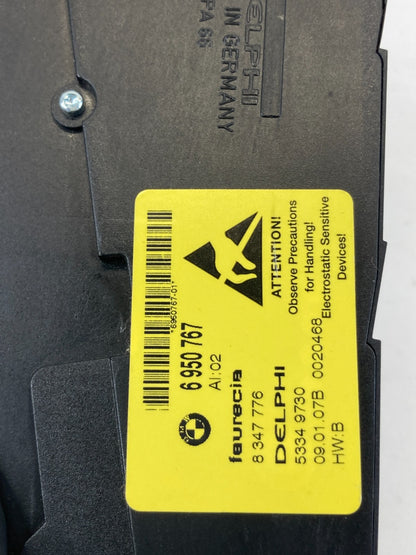 DELPHI
IN GERMANY
PA 66
ATTENTION!
Observe Precautions
for Handling!
Electrostatic Sensitive
Devices!
*6950767-01*
6 950 767
AI:02
BMW
faurecia
8 347 776
DELPHI
5334 9730
09.01.07B 0020468
HW:B